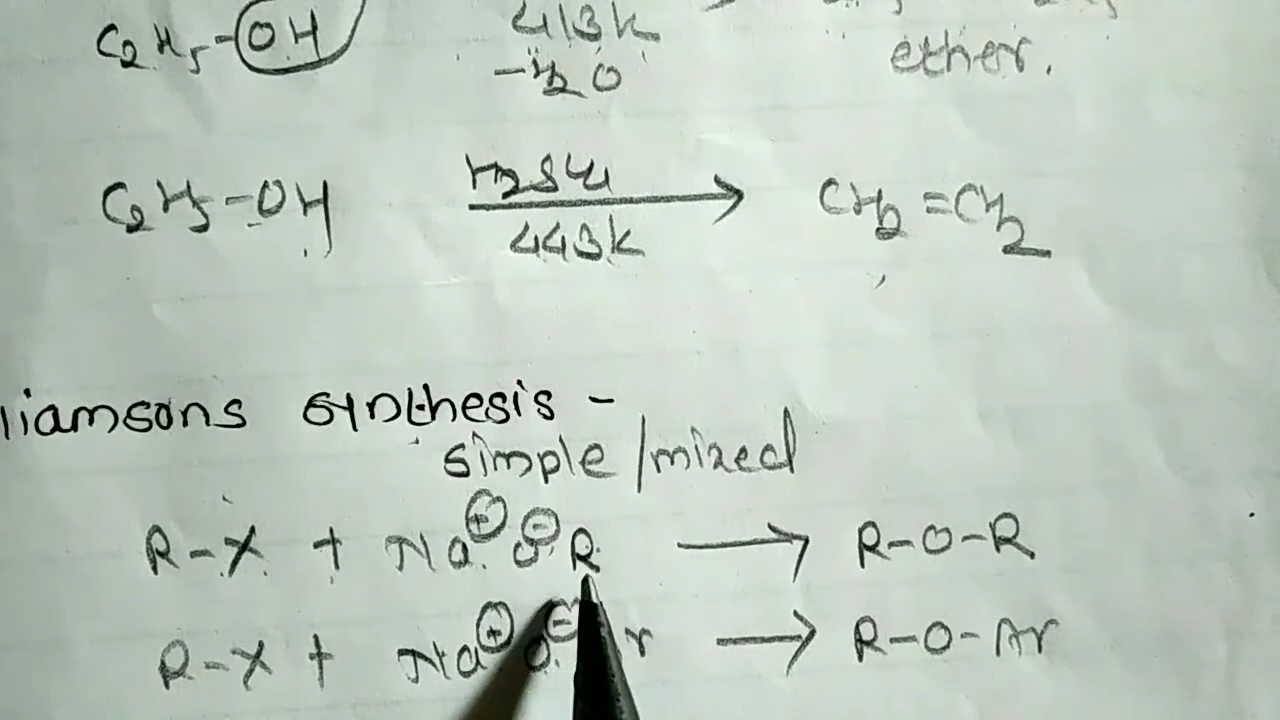 C2H5-OH 413K
-H2O ether.
C2H5-OH H2SO4 443K → CH2=CH2
liamsons synthesis -
simple/mixed
R-X + Na⊕ O⊖R → R-O-R
R-X + Na⊕ O⊖ r → R-O-Ar